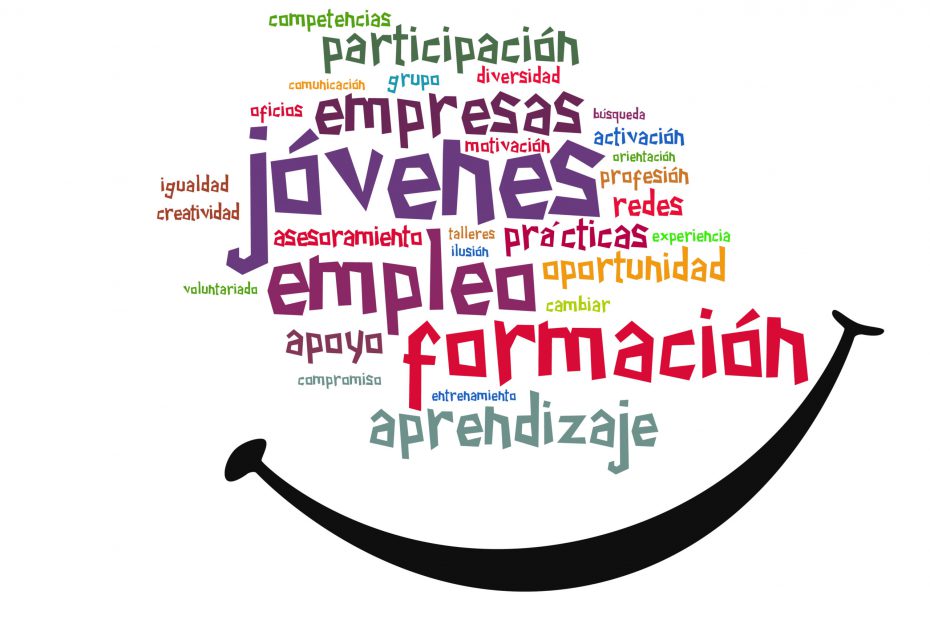 competencias
participación
comunicación
grupo
diversidad
oficios
empresas
búsqueda
motivación
activación
jóvenes
orientación
igualdad
profesión
creatividad
redes
asesoramiento
talleres
prácticas
experiencia
ilusión
voluntariado
empleo
oportunidad
cambiar
apoyo
formación
compromiso
entrenamiento
aprendizaje